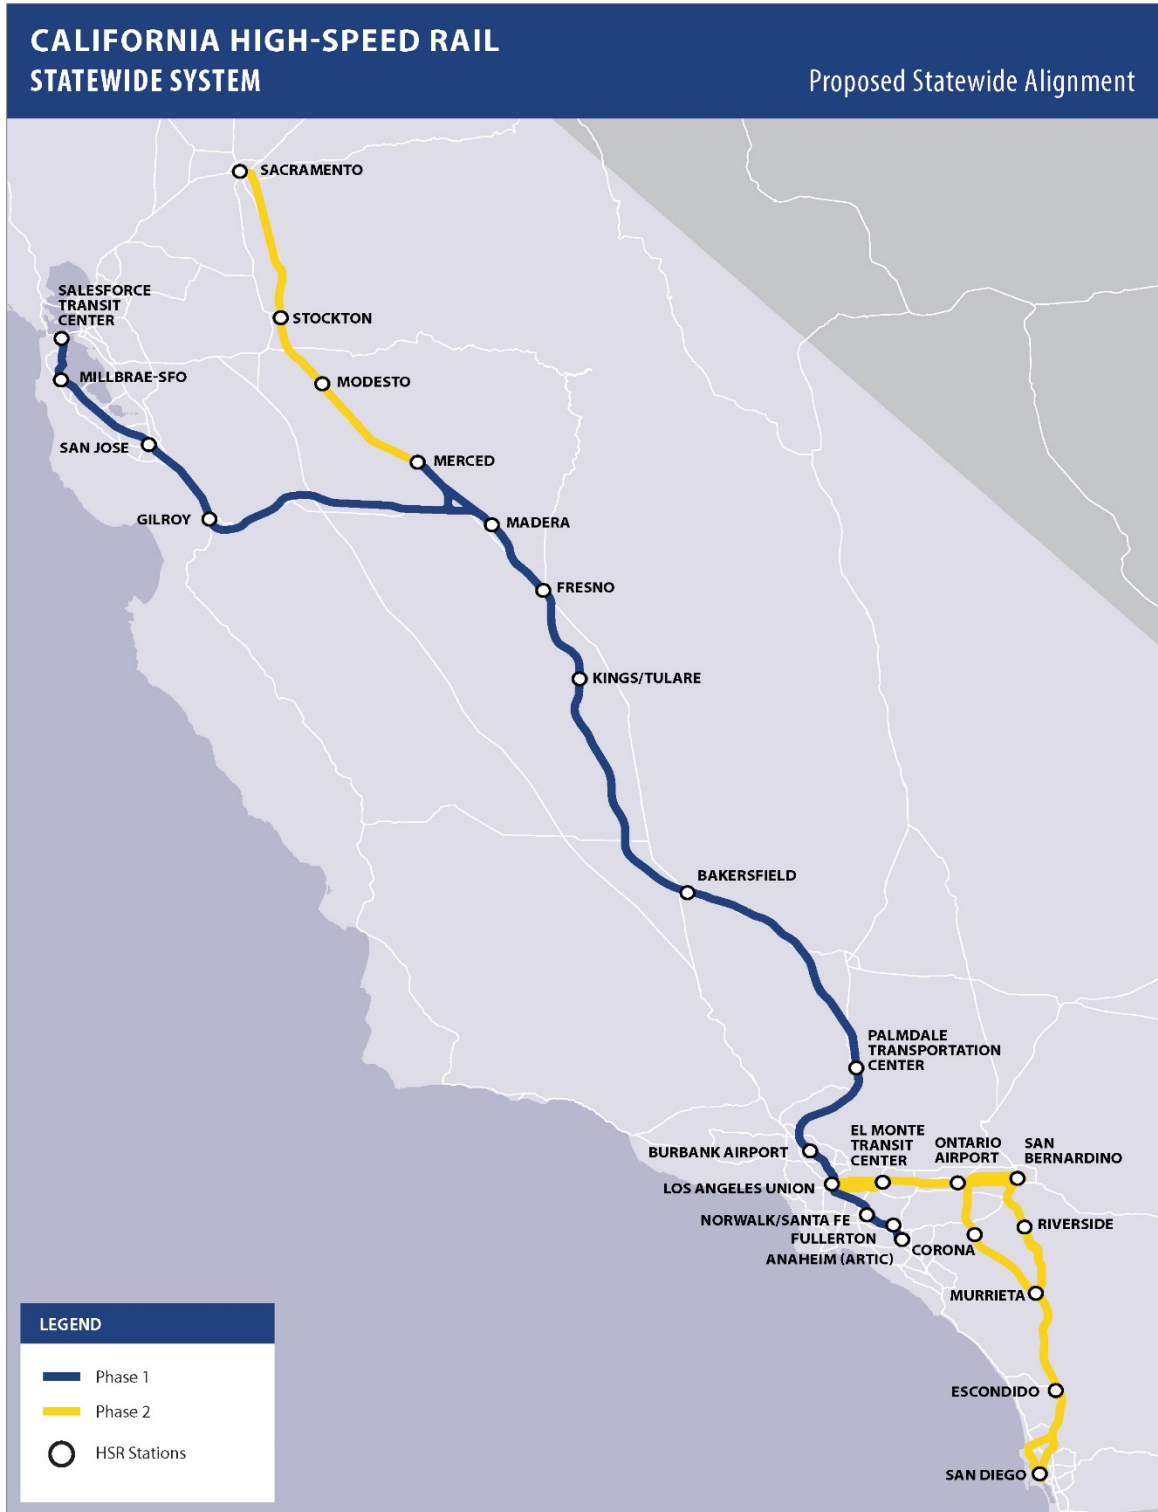 CALIFORNIA HIGH-SPEED RAIL
STATEWIDE SYSTEM
Proposed Statewide Alignment
SACRAMENTO
SALESFORCE
TRANSIT
CENTER
STOCKTON
MILLBRAE-SFO
MODESTO
SAN JOSE
MERCED
GILROY
MADERA
FRESNO
KINGS/TULARE
BAKERSFIELD
PALMDALE
TRANSPORTATION
CENTER
BURBANK AIRPORT
EL MONTE
TRANSIT
CENTER
ONTARIO
AIRPORT
SAN
BERNARDINO
LOS ANGELES UNION
NORWALK/SANTA FE
FULLERTON
ANAHEIM (ARTIC)
CORONA
RIVERSIDE
MURRIETA
ESCONDIDO
SAN DIEGO
LEGEND
Phase 1
Phase 2
HSR Stations